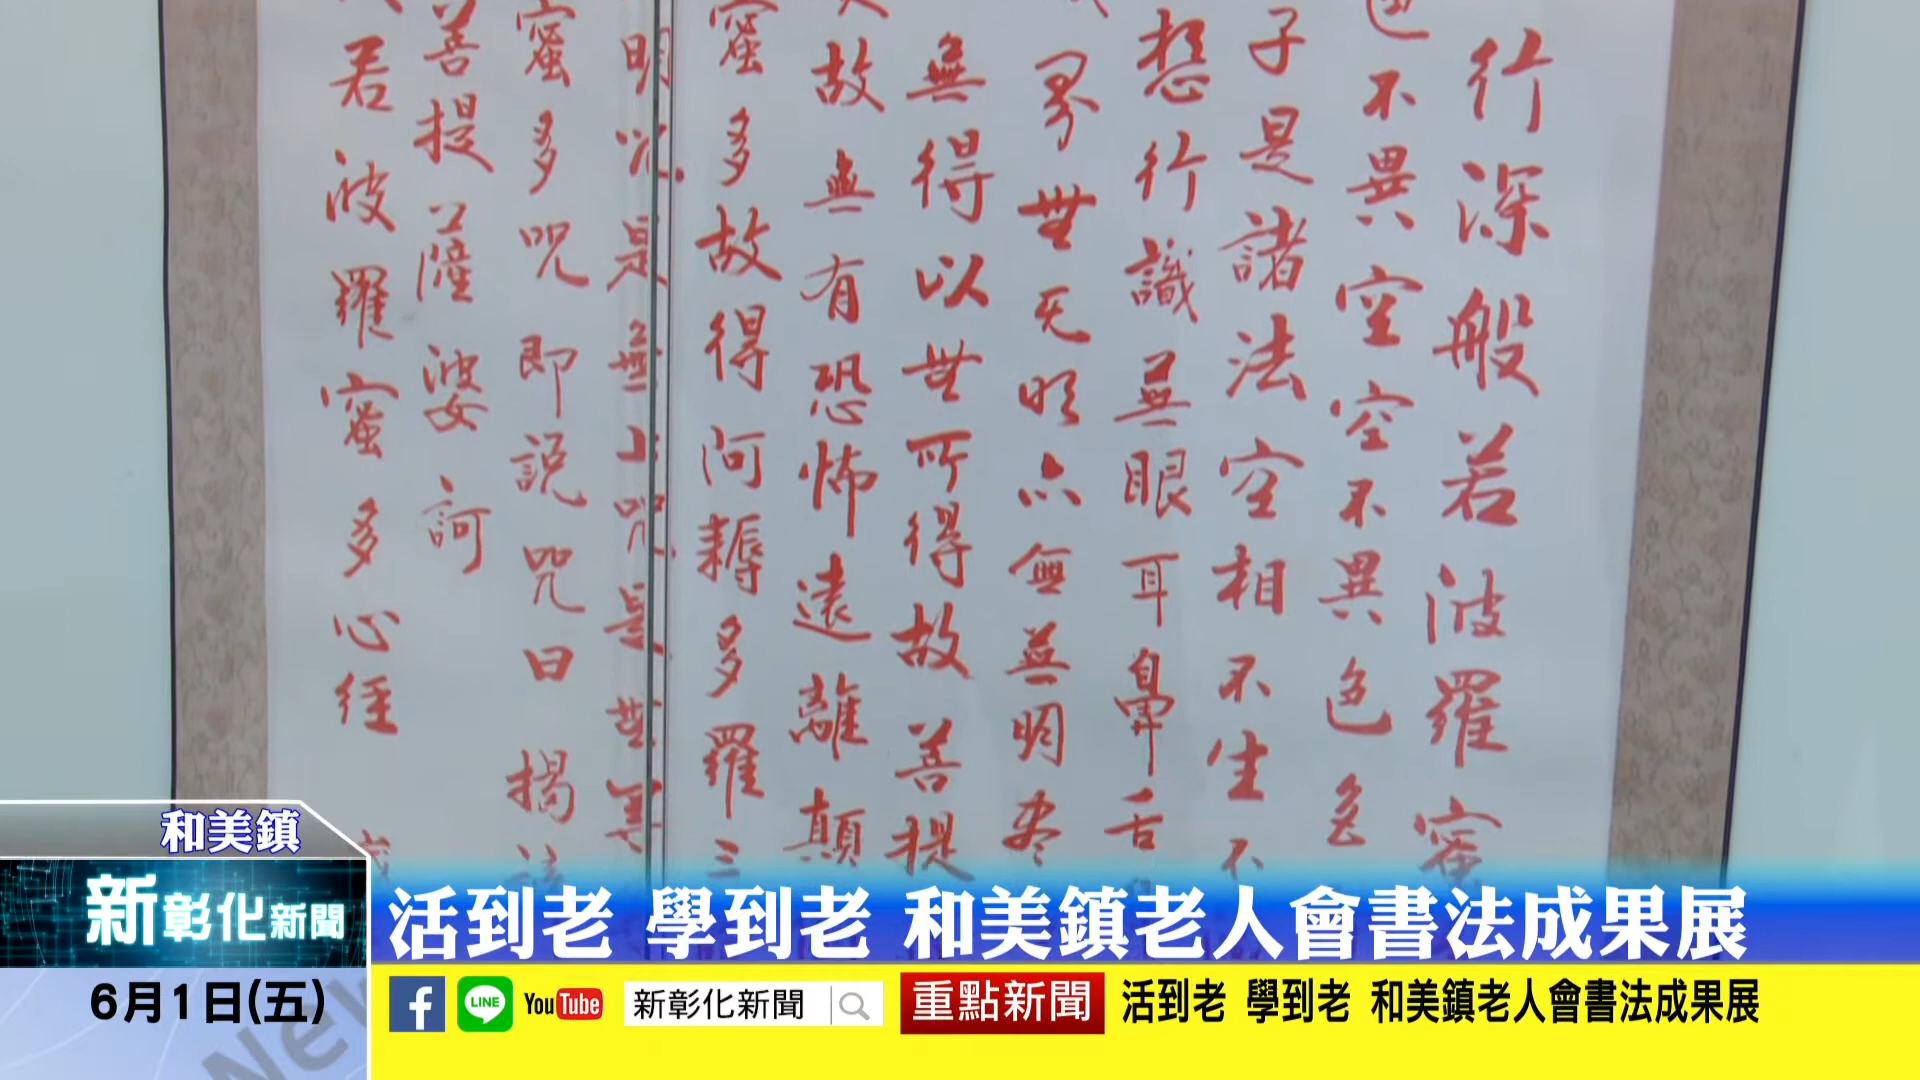 行深般若波羅蜜
色不異空空不異色色
子是諸法空相不生不
想行識無眼耳鼻舌
界無无明亦無無明盡
無得以無所得故菩提
故無有恐怖遠離顛
蜜多故得阿耨多羅三
明咒是無上咒是無等
蜜多咒即說咒曰揭諦
菩提薩婆訶
若波羅蜜多心經
和美鎮
新彰化新聞
活到老 學到老 和美鎮老人會書法成果展
6月1日(五)
LINE YouTube 新彰化新聞 重點新聞 活到老 學到老 和美鎮老人會書法成果展